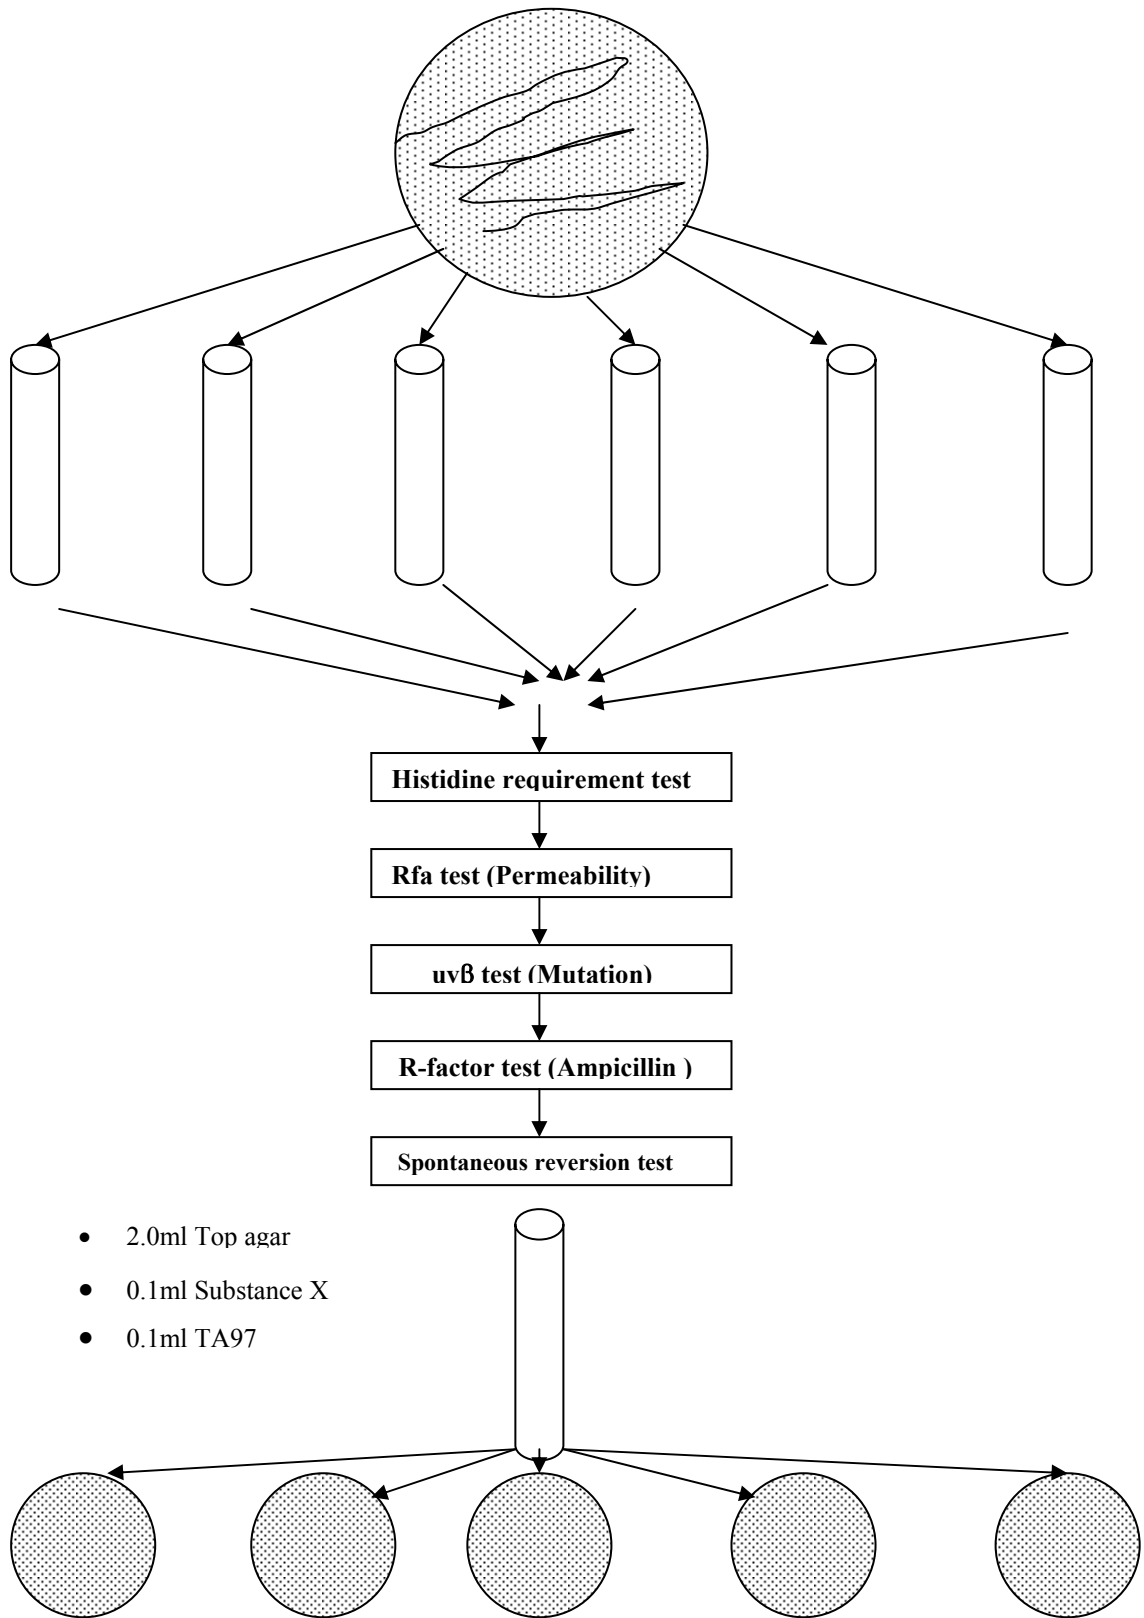 Histidine requirement test
Rfa test (Permeability)
uvβ test (Mutation)
R-factor test (Ampicillin )
Spontaneous reversion test
• 2.0ml Top agar
• 0.1ml Substance X
• 0.1ml TA97